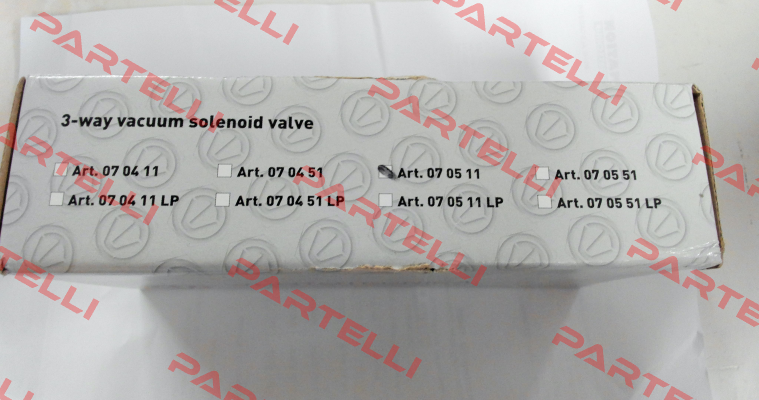 3-way vacuum solenoid valve
Art. 07 04 11 Art. 07 04 51 Art. 07 05 11 Art. 07 05 51
Art. 07 04 11 LP Art. 07 04 51 LP Art. 07 05 11 LP Art. 07 05 51 LP
PARTELLI
PARTELLI
PARTELLI
PARTELLI
PARTELLI
PARTELLI